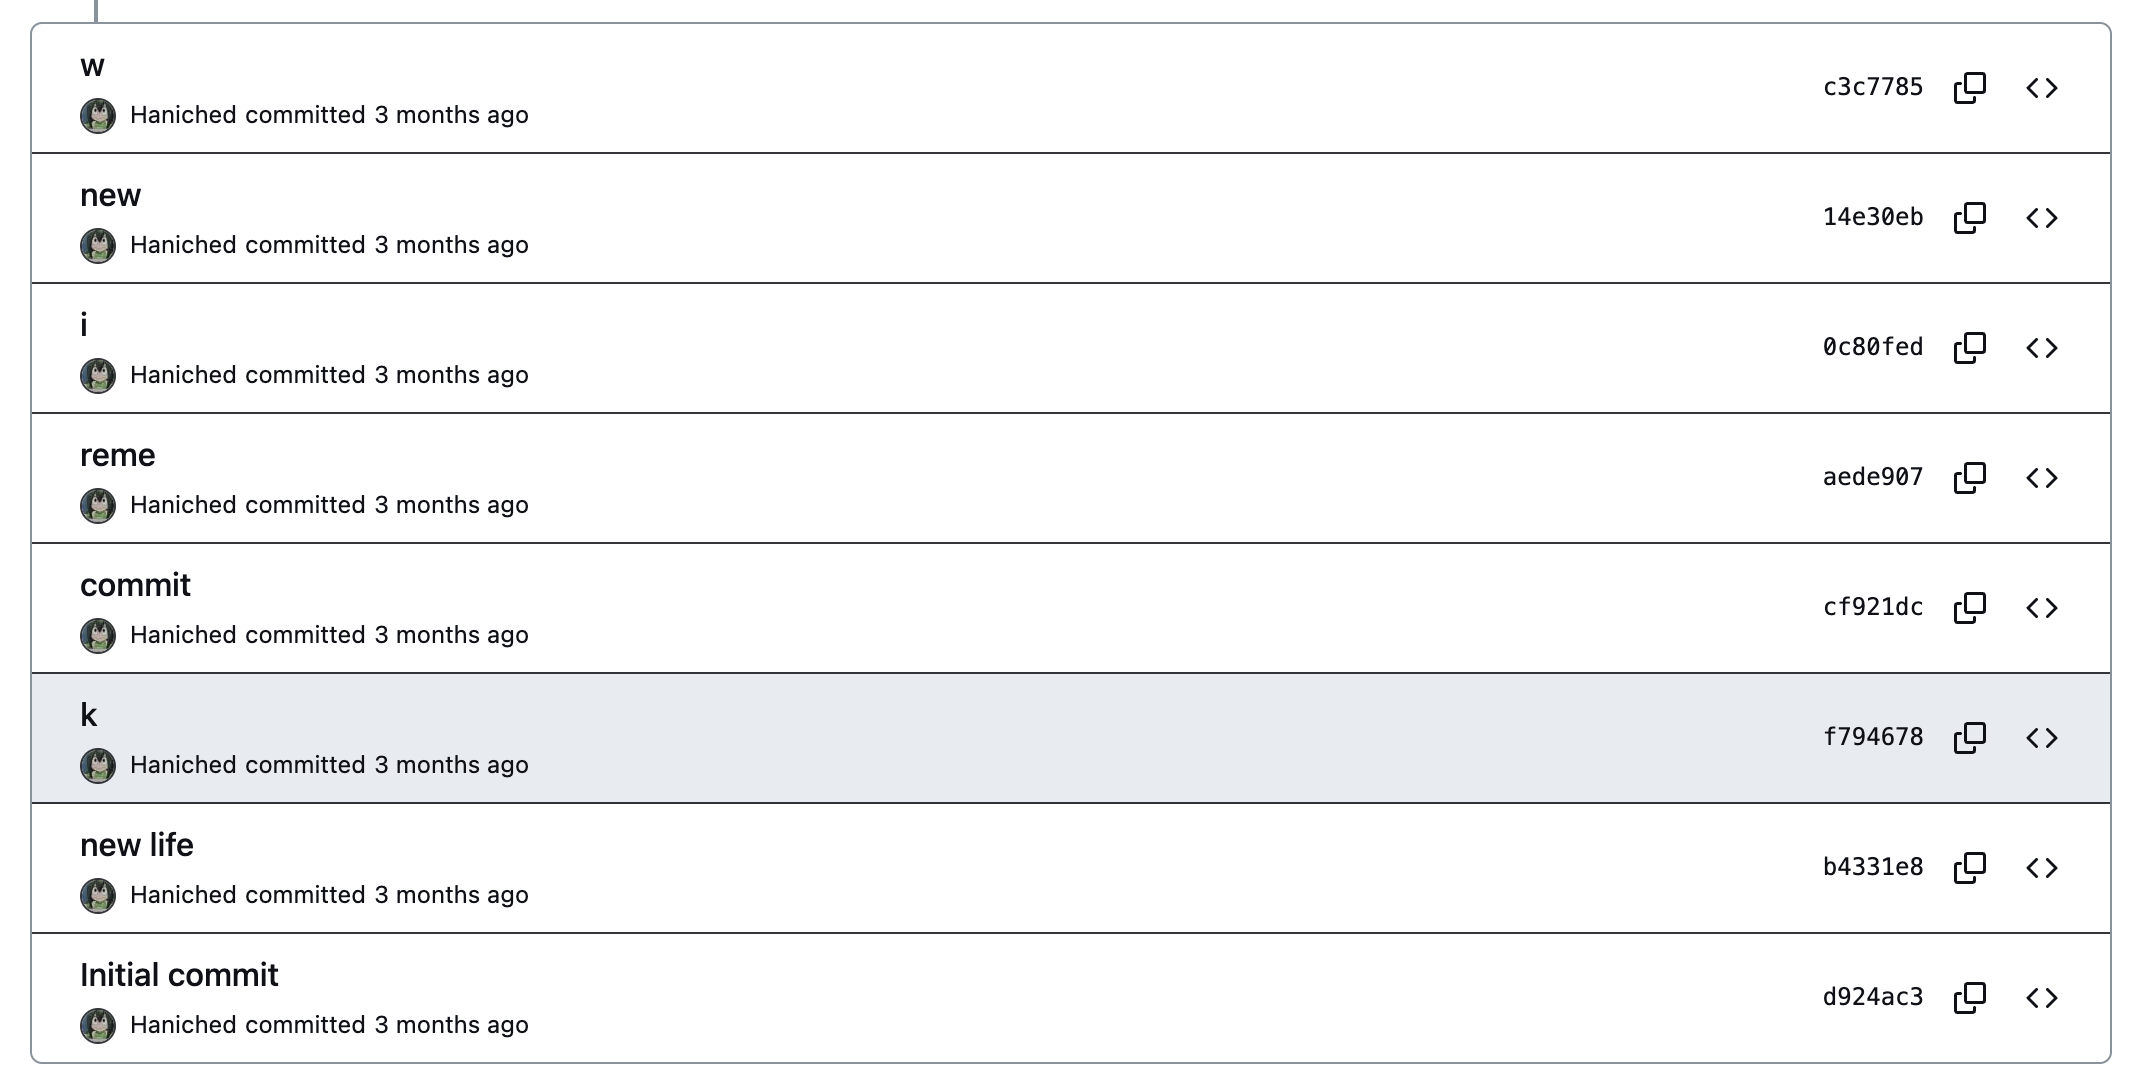 w
Haniched committed 3 months ago
c3c7785
new
Haniched committed 3 months ago
14e30eb
i
Haniched committed 3 months ago
0c80fed
reme
Haniched committed 3 months ago
aede907
commit
Haniched committed 3 months ago
cf921dc
k
Haniched committed 3 months ago
f794678
new life
Haniched committed 3 months ago
b4331e8
Initial commit
Haniched committed 3 months ago
d924ac3